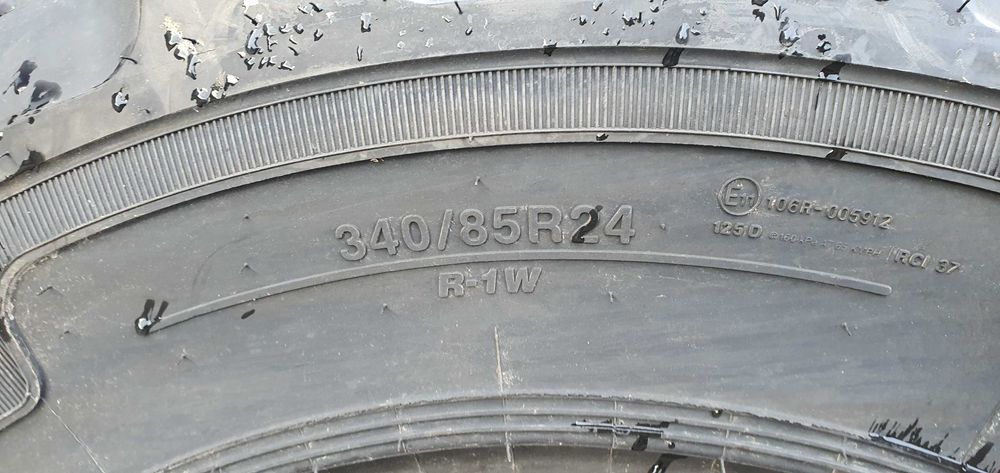 340/85R24
R-1W
E11 106R-005912
125D
RCI 37